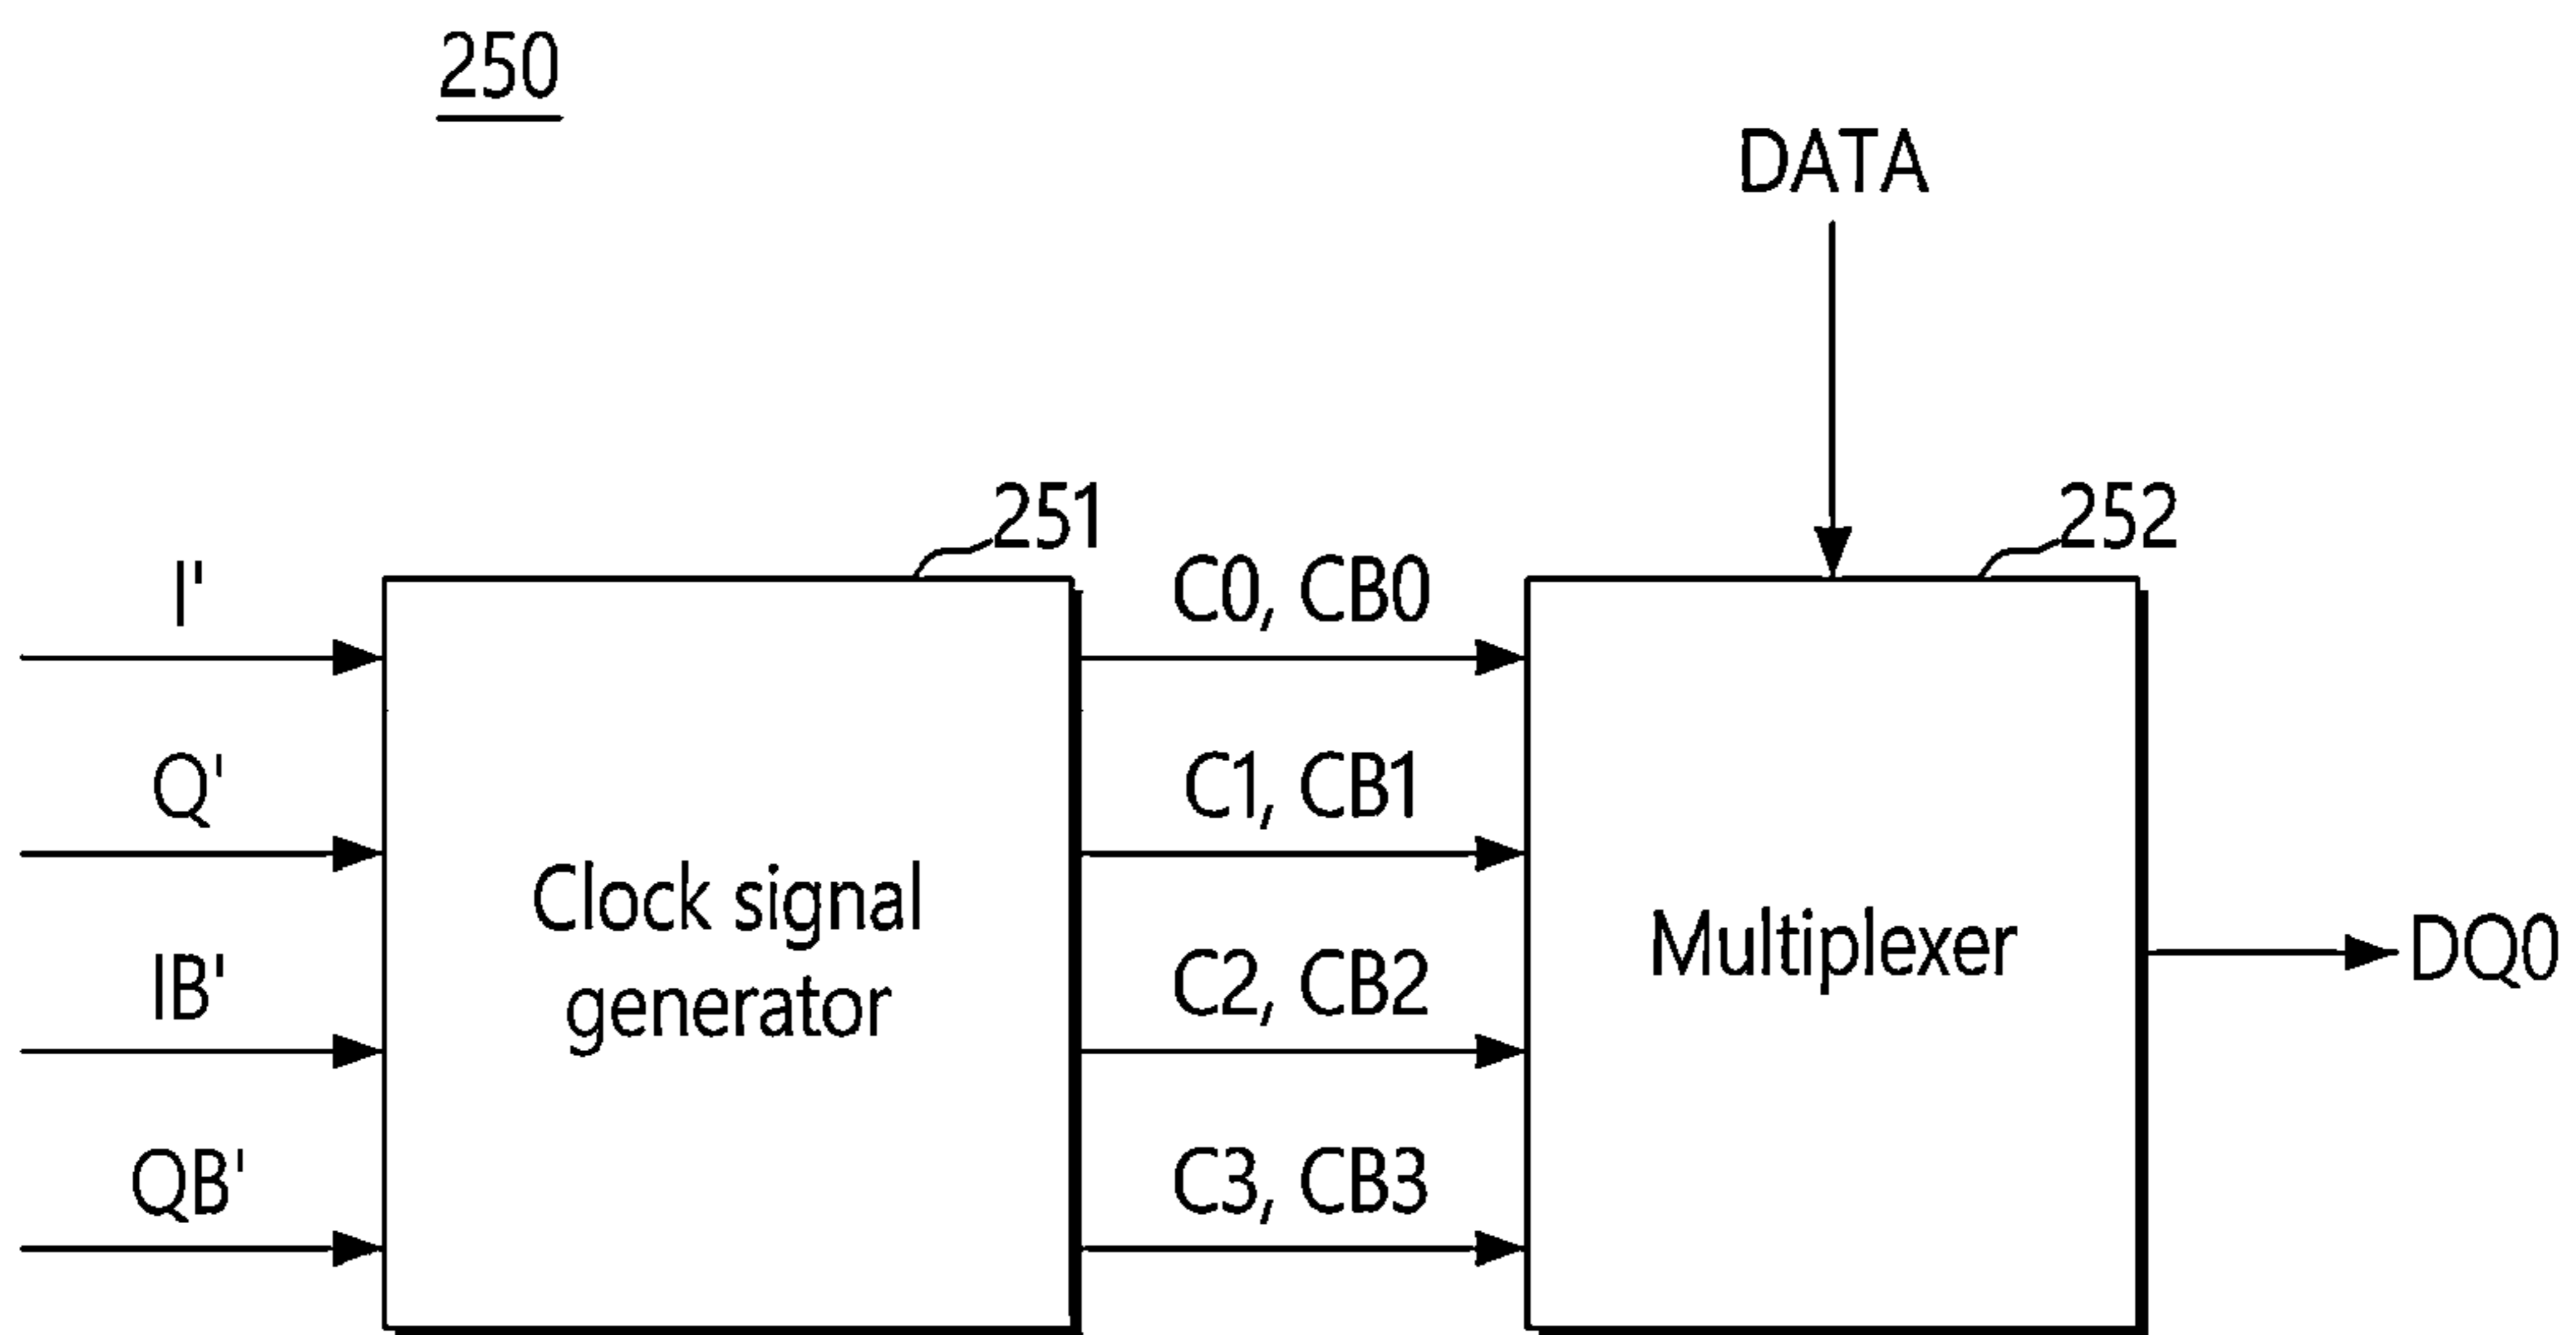 250
DATA
251
252
I'
Q'
IB'
QB'
Clock signal
generator
C0, CB0
C1, CB1
C2, CB2
C3, CB3
Multiplexer
DQ0